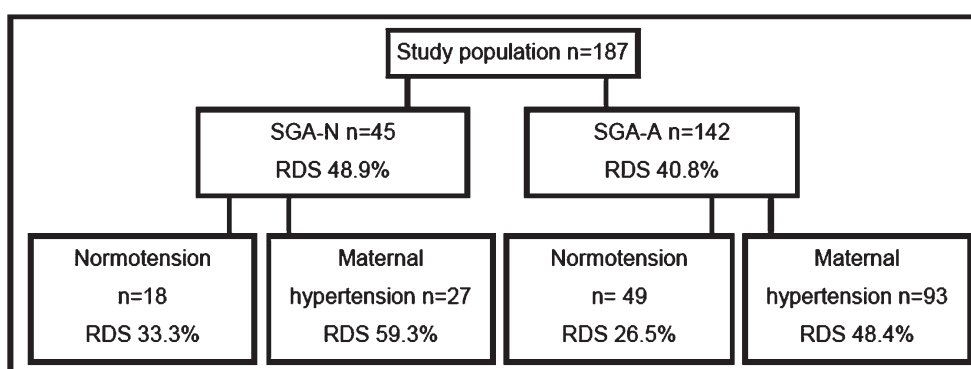 Study population n=187
SGA-N n=45
RDS 48.9%
SGA-A n=142
RDS 40.8%
Normotension
n=18
RDS 33.3%
Maternal
hypertension n=27
RDS 59.3%
Normotension
n= 49
RDS 26.5%
Maternal
hypertension n=93
RDS 48.4%